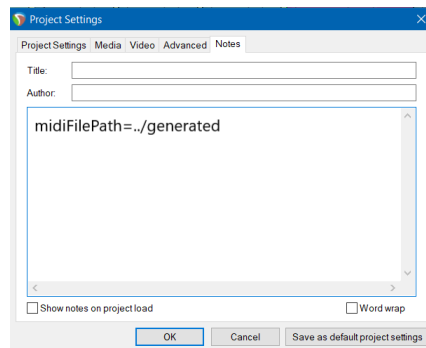 Project Settings
Project Settings Media Video Advanced Notes
Title:
Author:
midiFilePath=../generated
Show notes on project load Word wrap
OK Cancel Save as default project settings